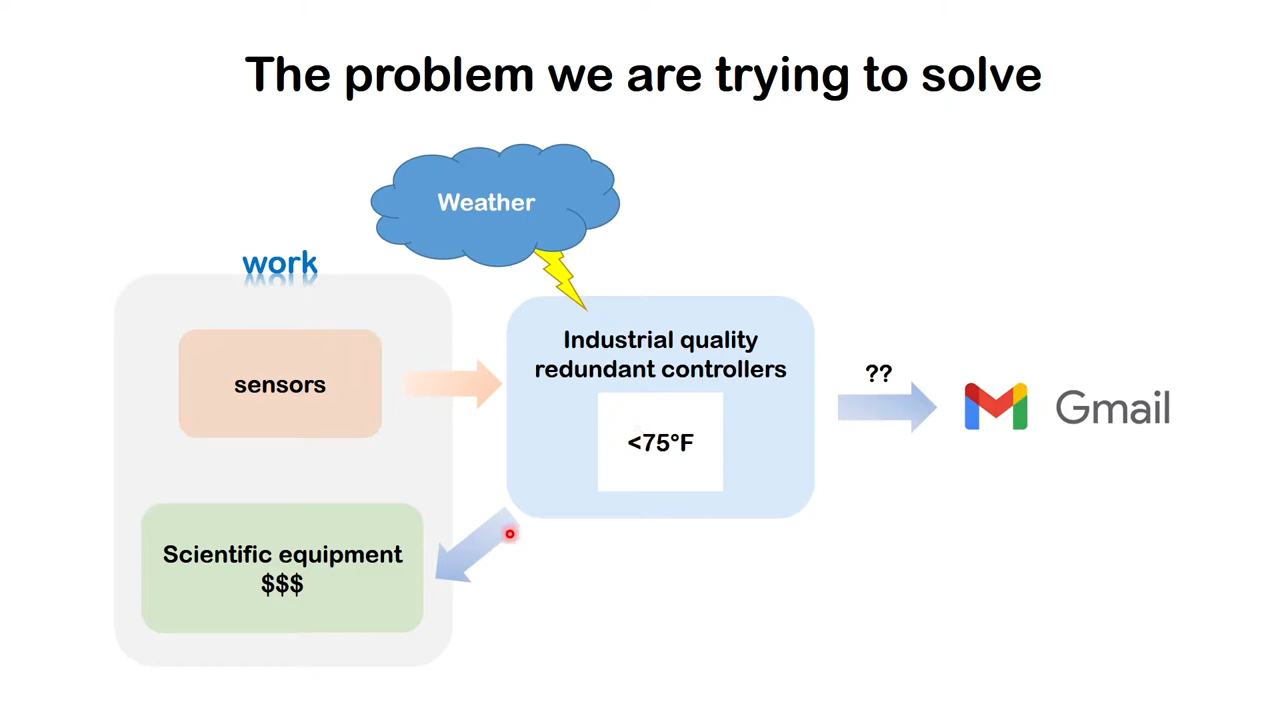 The problem we are trying to solve
Weather
work
sensors
Industrial quality
redundant controllers
<75°F
??
Gmail
Scientific equipment
$$$